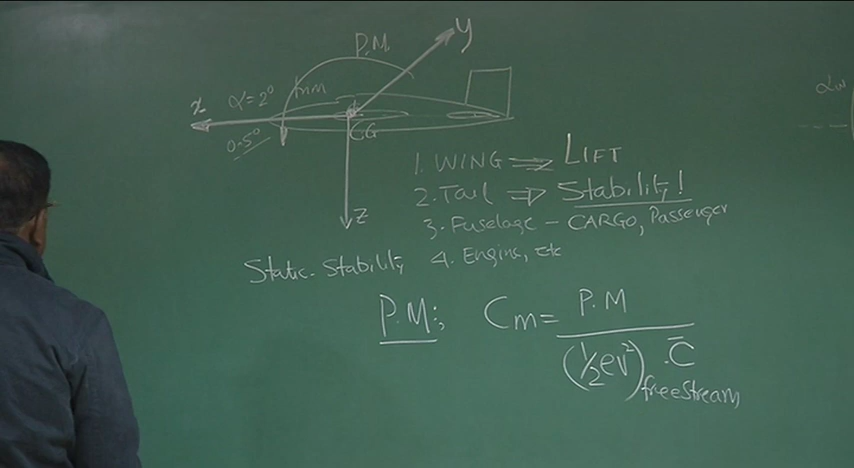 P.M.
y
x α=2°
0.5°
CG
z
1. WING ⇒ LIFT
2. Tail ⇒ Stability!
3. Fuselage – CARGO, Passenger
Static Stability 4. Engine, etc
P.M:; Cm= P.M
(1/2ρv²)freestream .C̄